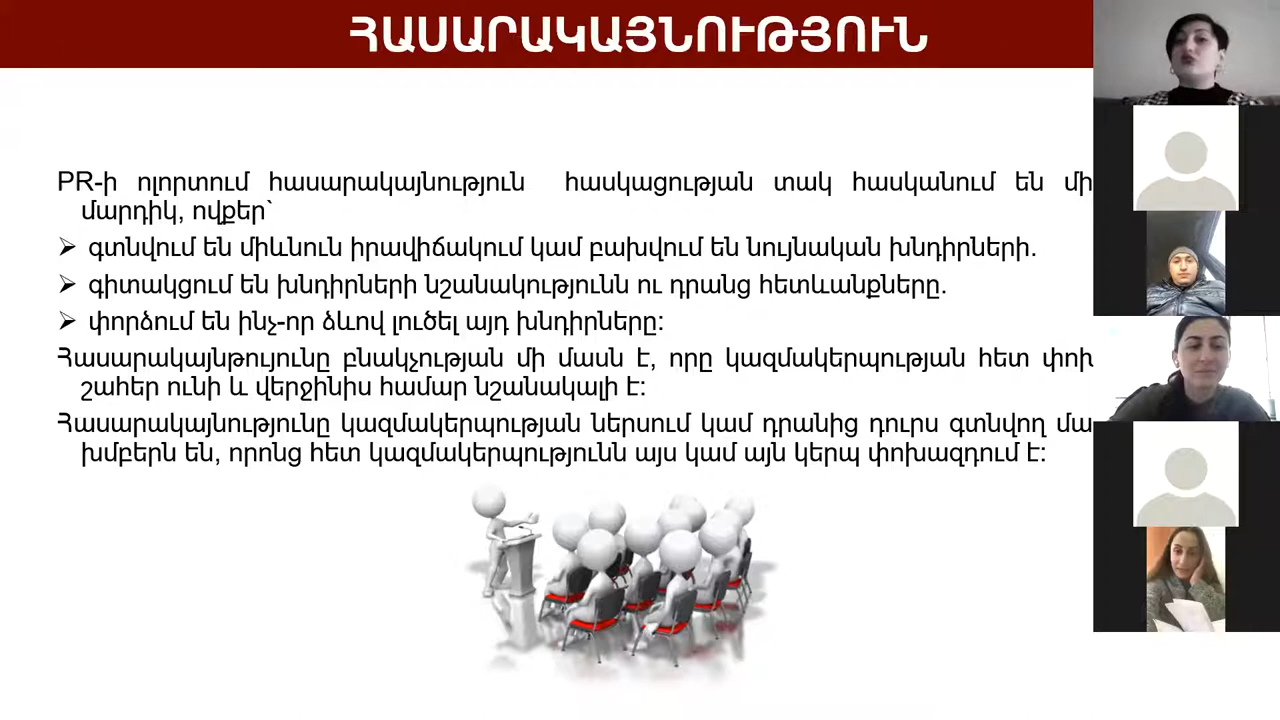 ՀԱՍԱՐԱԿԱՅՆՈՒԹՅՈՒՆ
PR-ի ոլորտում հասարակայնություն հասկացության տակ հասկանում են մի
մարդիկ, ովքեր`
➢ գտնվում են միևնուն իրավիճակում կամ բախվում են նույնական խնդիրների.
➢ գիտակցում են խնդիրների նշանակությունն ու դրանց հետևանքները.
➢ փորձում են ինչ-որ ձևով լուծել այդ խնդիրները:
Հասարակայնթույունը բնակչության մի մասն է, որը կազմակերպության հետ փոխ
շահեր ունի և վերջինիս համար նշանակալի է:
Հասարակայնությունը կազմակերպության ներսում կամ դրանից դուրս գտնվող մա
խմբերն են, որոնց հետ կազմակերպությունն այս կամ այն կերպ փոխազդում է: